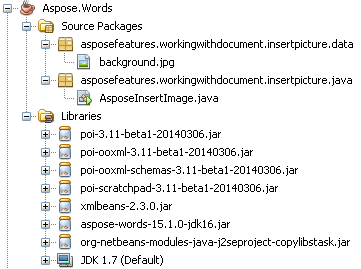 Aspose.Words
Source Packages
asposefeatures.workingwithdocument.insertpicture.data
background.jpg
asposefeatures.workingwithdocument.insertpicture.java
AsposeInsertImage.java
Libraries
poi-3.11-beta1-20140306.jar
poi-ooxml-3.11-beta1-20140306.jar
poi-ooxml-schemas-3.11-beta1-20140306.jar
poi-scratchpad-3.11-beta1-20140306.jar
xmlbeans-2.3.0.jar
aspose-words-15.1.0-jdk16.jar
org-netbeans-modules-java-j2seproject-copylibstask.jar
JDK 1.7 (Default)